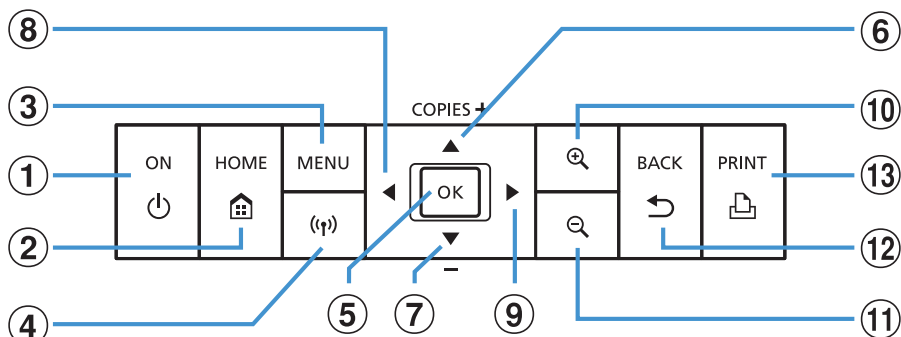 8 6
3 COPIES + 10
1 ON HOME MENU OK BACK PRINT 13
2 12
4 5 7 − 9 11